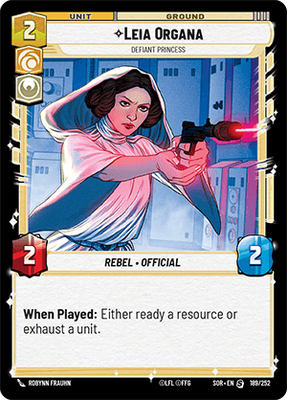 UNIT GROUND
2
✧LEIA ORGANA
DEFIANT PRINCESS
2 2
REBEL • OFFICIAL
When Played: Either ready a resource or
exhaust a unit.
ROBYNN FRAUHN ©LFL ©FFG SOR • EN S 189/252